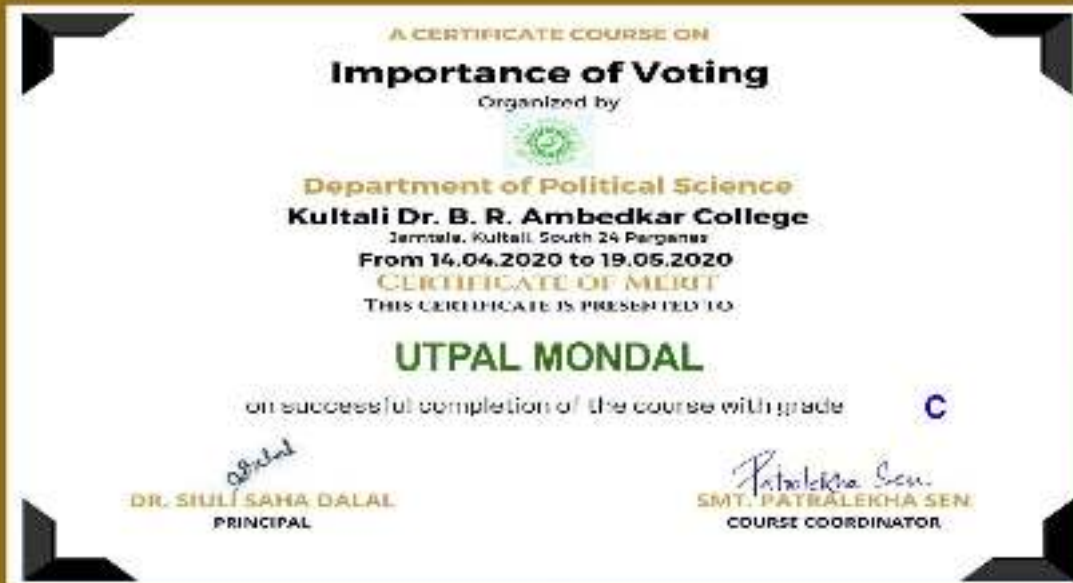 A CERTIFICATE COURSE ON
Importance of Voting
Organized by
Department of Political Science
Kultali Dr. B. R. Ambedkar College
Jamtala, Kultali, South 24 Parganas
From 14.04.2020 to 19.05.2020
CERTIFICATE OF MERIT
THIS CERTIFICATE IS PRESENTED TO
UTPAL MONDAL
on successful completion of the course with grade C
Patralekha Sen.
DR. SIULI SAHA DALAL
SMT. PATRALEKHA SEN
PRINCIPAL
COURSE COORDINATOR